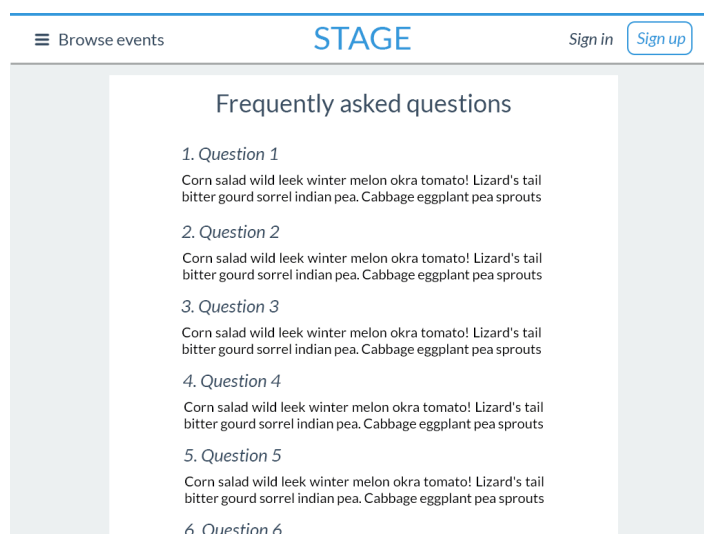 Browse events
STAGE
Sign in
Sign up
Frequently asked questions
1. Question 1
Corn salad wild leek winter melon okra tomato! Lizard's tail
bitter gourd sorrel indian pea. Cabbage eggplant pea sprouts
2. Question 2
Corn salad wild leek winter melon okra tomato! Lizard's tail
bitter gourd sorrel indian pea. Cabbage eggplant pea sprouts
3. Question 3
Corn salad wild leek winter melon okra tomato! Lizard's tail
bitter gourd sorrel indian pea. Cabbage eggplant pea sprouts
4. Question 4
Corn salad wild leek winter melon okra tomato! Lizard's tail
bitter gourd sorrel indian pea. Cabbage eggplant pea sprouts
5. Question 5
Corn salad wild leek winter melon okra tomato! Lizard's tail
bitter gourd sorrel indian pea. Cabbage eggplant pea sprouts
6. Question 6